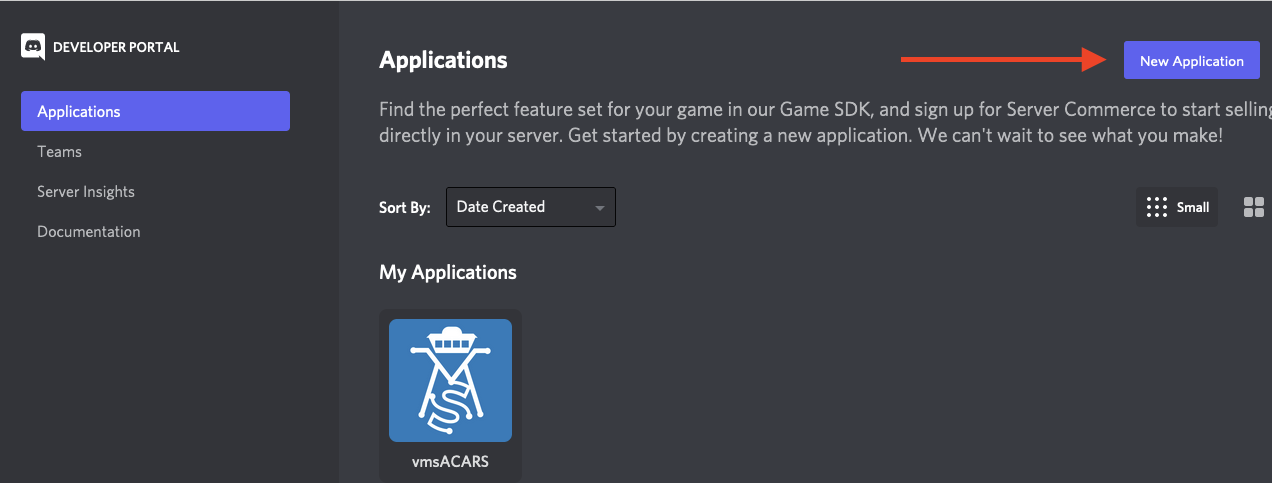 DEVELOPER PORTAL
Applications
Teams
Server Insights
Documentation
Applications
New Application
Find the perfect feature set for your game in our Game SDK, and sign up for Server Commerce to start selling
directly in your server. Get started by creating a new application. We can't wait to see what you make!
Sort By:
Date Created
Small
My Applications
vmsACARS